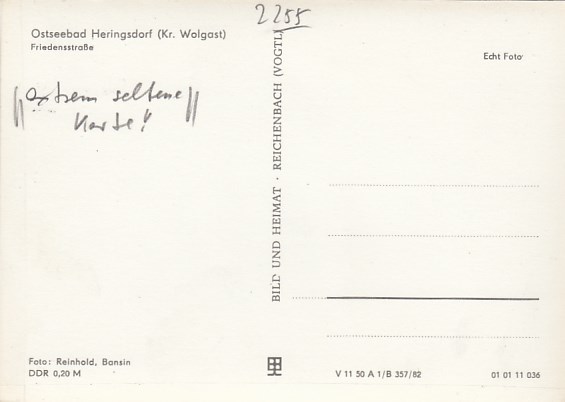 2255
Ostseebad Heringsdorf (Kr. Wolgast)
Friedensstraße
Echt Foto
extrem seltene
Karte!
BILD UND HEIMAT · REICHENBACH (VOGTL)
Foto: Reinhold, Bansin
DDR 0,20 M
V 11 50 A 1/B 357/82
01 01 11 036